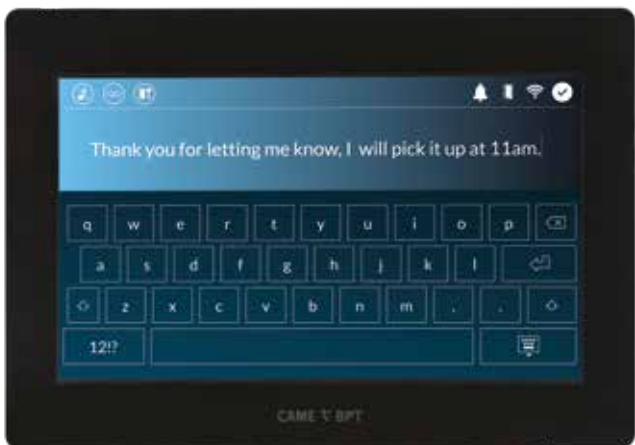 Thank you for letting me know, I will pick it up at 11am.
q w e r t y u i o p
a s d f g h j k l
z x c v b n m , .
12!?
CAME BPT